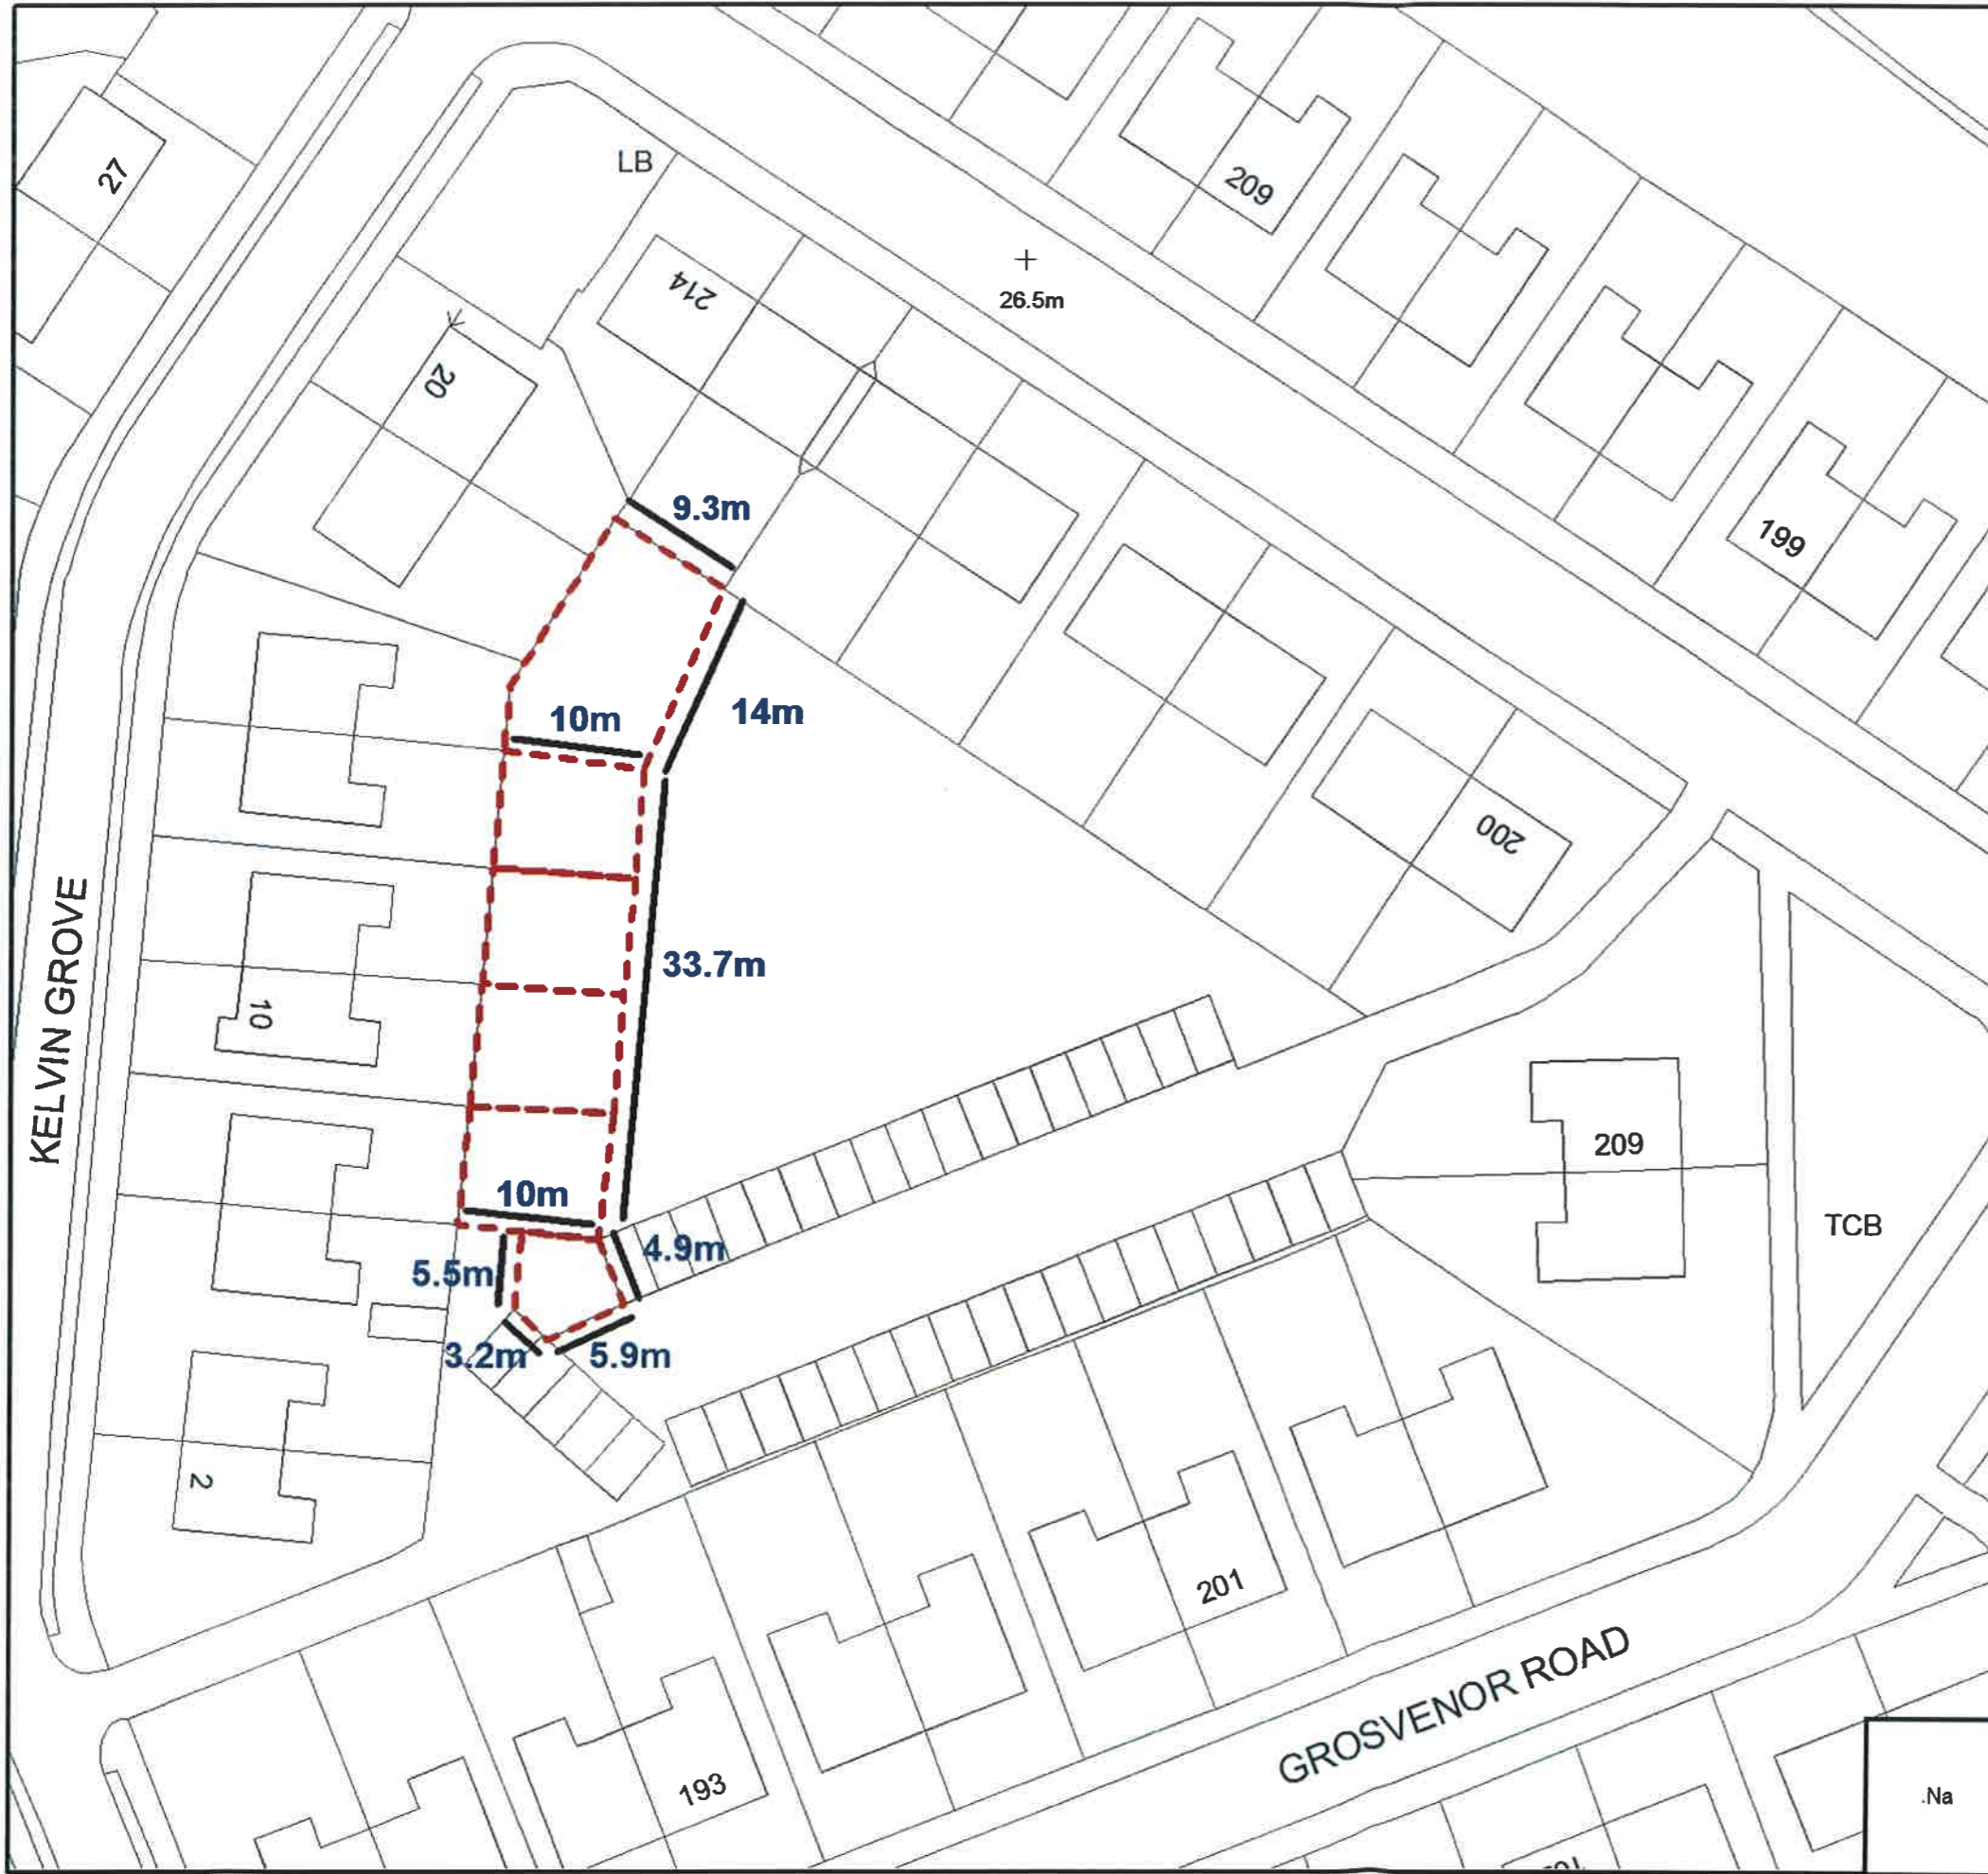 LB
27
209
214
26.5m
20
9.3m
199
14m
10m
200
33.7m
KELVIN GROVE
10
209
10m
TCB
4.9m
5.5m
3.2m
5.9m
2
201
GROSVENOR ROAD
193
.Na